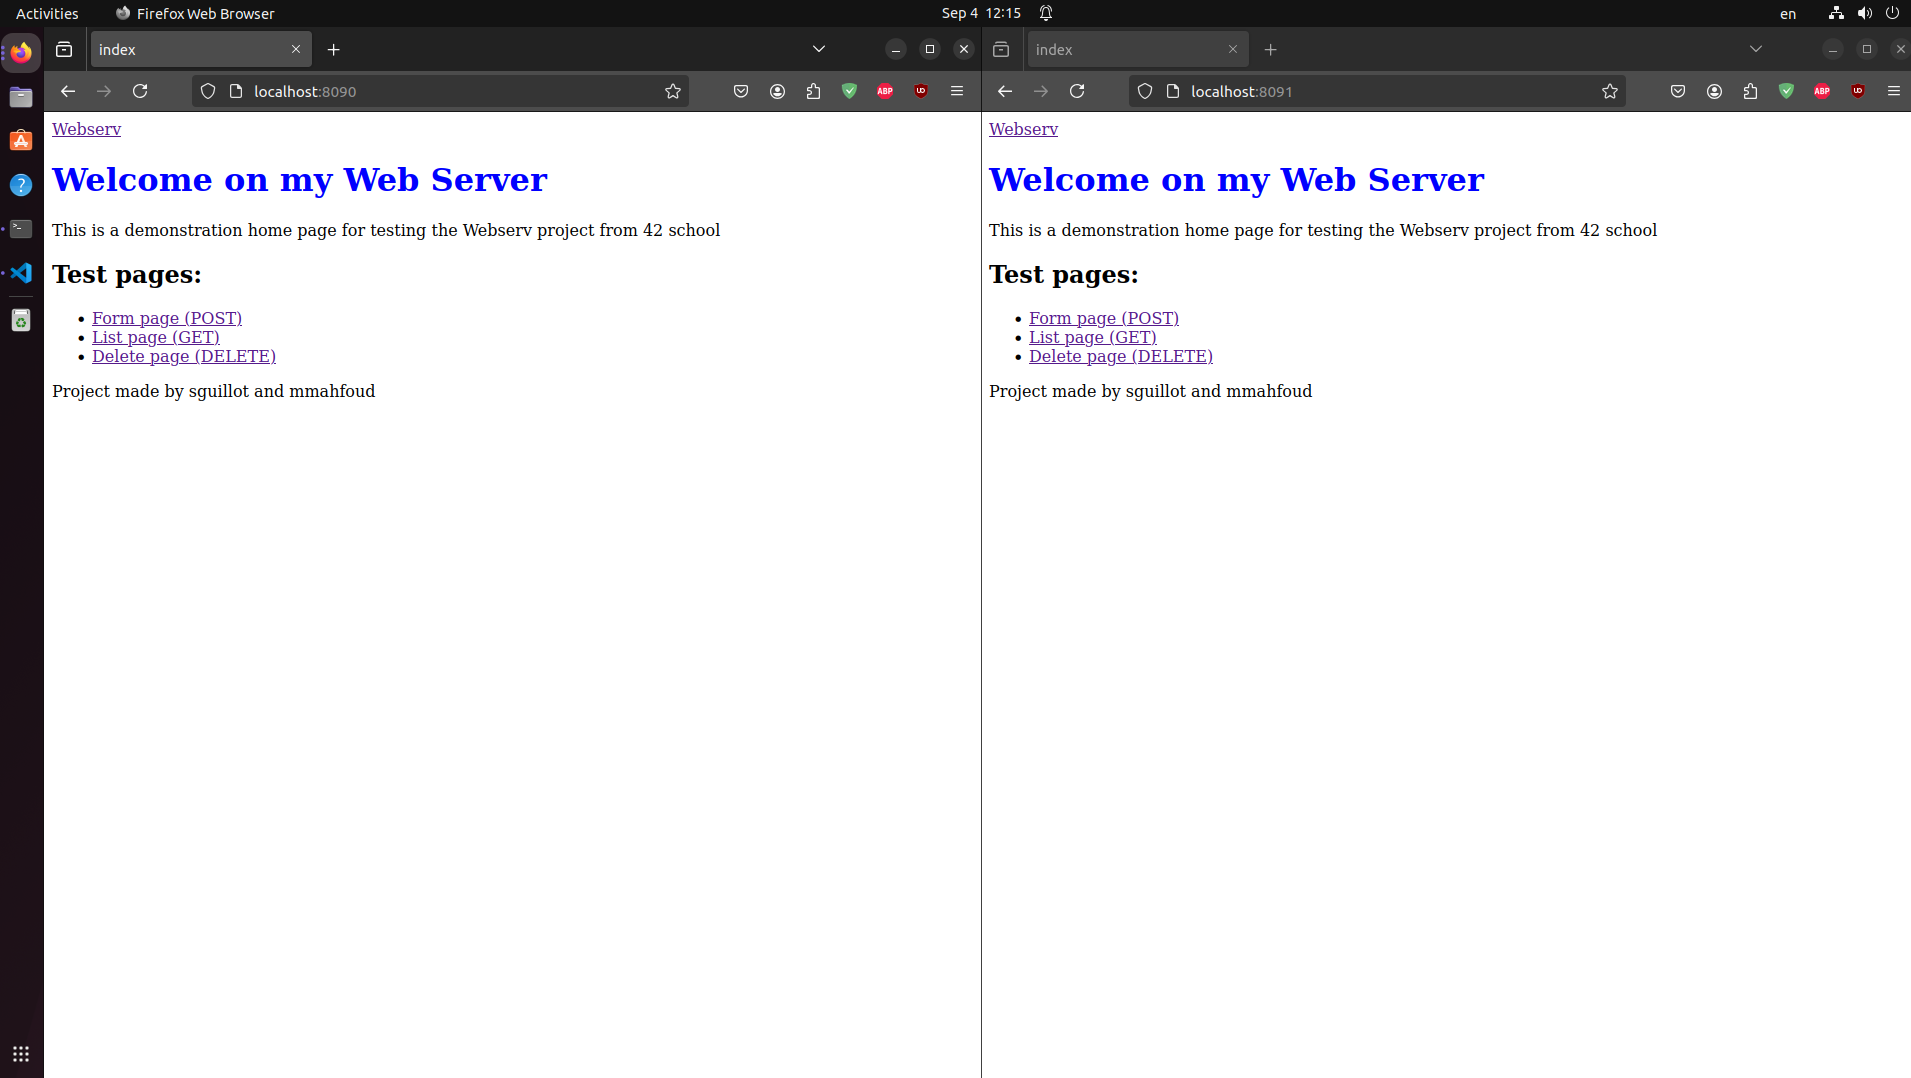 Activities Firefox Web Browser Sep 4 12:15 en
index
localhost:8090 ABP
Webserv
Welcome on my Web Server
This is a demonstration home page for testing the Webserv project from 42 school
Test pages:
• Form page (POST)
• List page (GET)
• Delete page (DELETE)
Project made by sguillot and mmahfoud
index
localhost:8091 ABP
Webserv
Welcome on my Web Server
This is a demonstration home page for testing the Webserv project from 42 school
Test pages:
• Form page (POST)
• List page (GET)
• Delete page (DELETE)
Project made by sguillot and mmahfoud